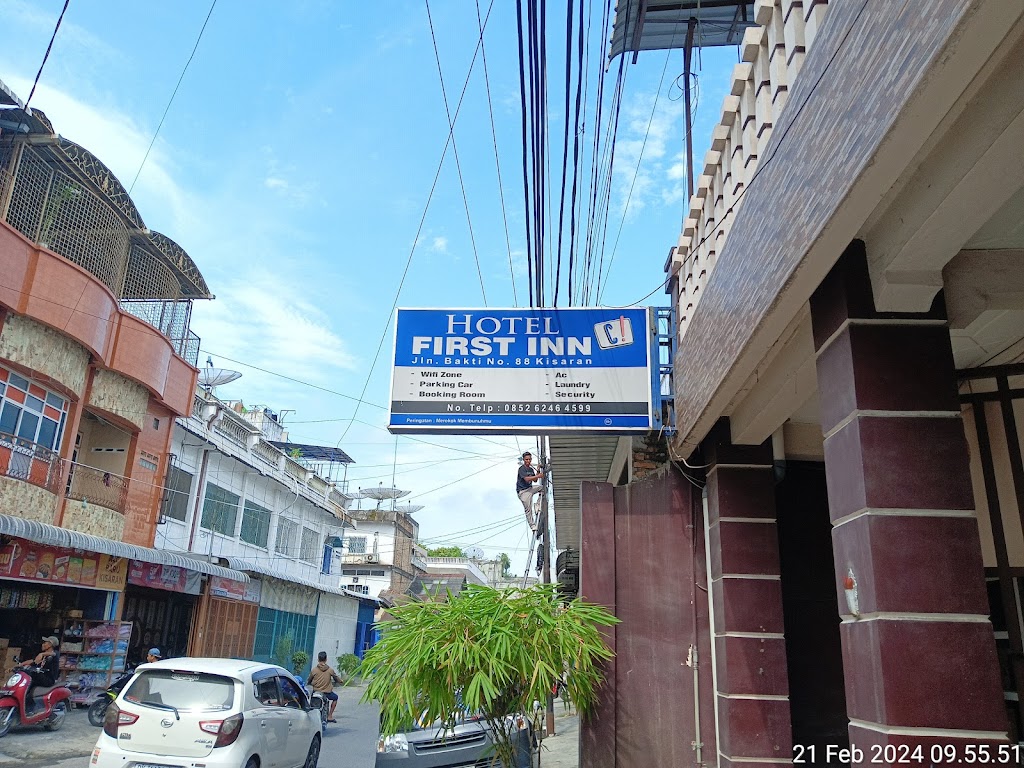 HOTEL
FIRST INN
C!
Jln. Bakti No. 88 Kisaran
- Wifi Zone
- Parking Car
- Booking Room
- Ac
- Laundry
- Security
No. Telp : 0852 6246 4599
Peringatan : Merokok Membunuhmu
KISARAN
21 Feb 2024 09.55.51